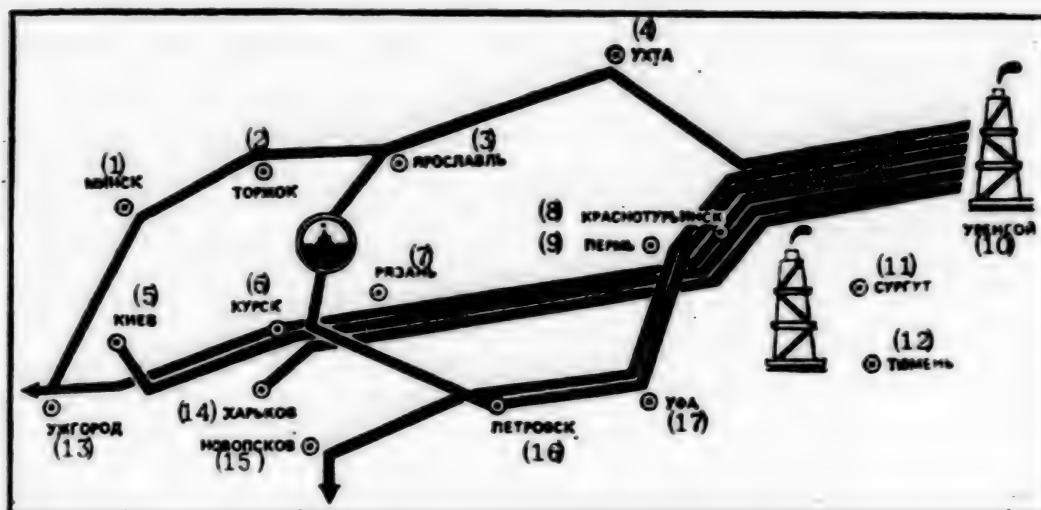 (4)
УХТА
(2)
(3)
(1)
ЯРОСЛАВЛЬ
МИНСК
ТОРЖОК
(8) КРАСНОТУРЬИНСК
УРЕНГОЙ
(10)
(9) ПЕРМЬ
(7)
РЯЗАНЬ
(11)
СУРГУТ
(5)
КИЕВ
(6)
КУРСК
(12)
ТЮМЕНЬ
(14) ХАРЬКОВ
УЖГОРОД
(13)
НОВОПСКОВ
(15)
ПЕТРОВСК
(16)
УФА
(17)